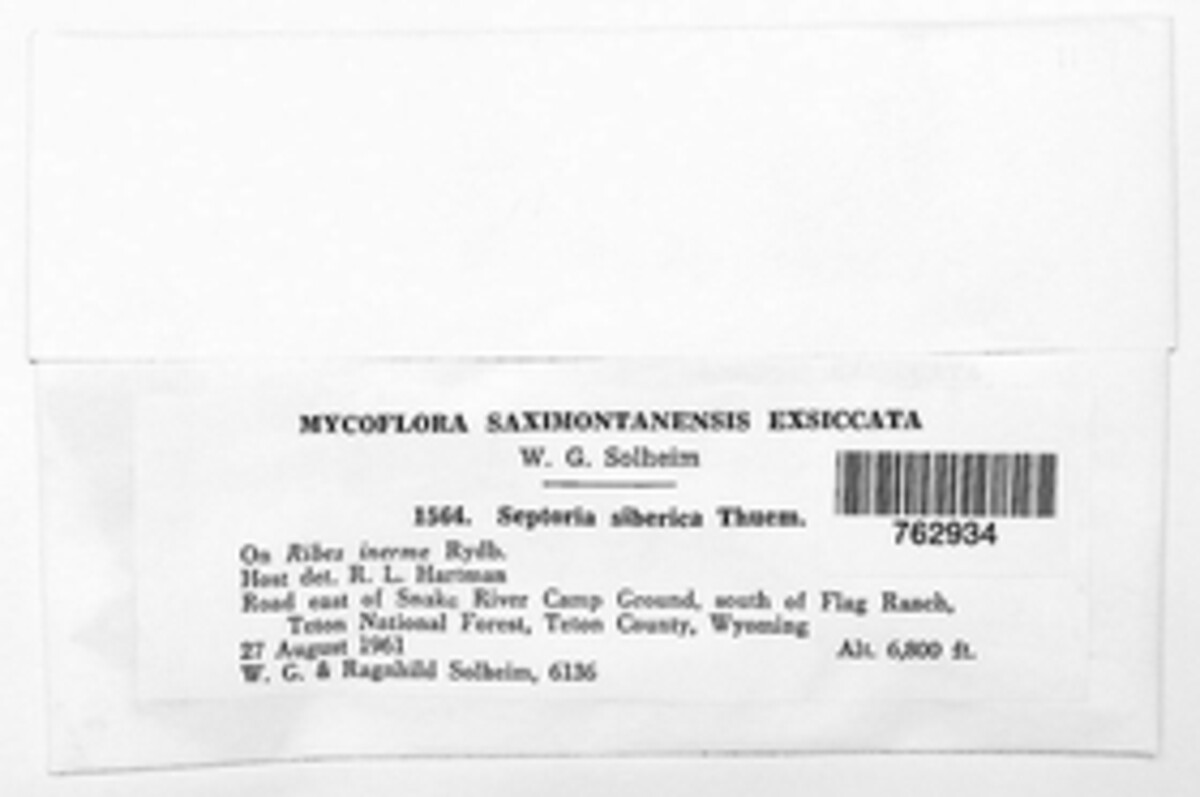 MYCOFLORA SAXIMONTANENSIS EXSICCATA
W. G. Solheim
1564. Septoria siberica Thuem.
762934
On Ribes inerme Rydb.
Host det. R. L. Hartman
Road east of Snake River Camp Ground, south of Flag Ranch,
Teton National Forest, Teton County, Wyoming
27 August 1961
Alt. 6,800 ft.
W. G. & Ragnhild Solheim, 6136